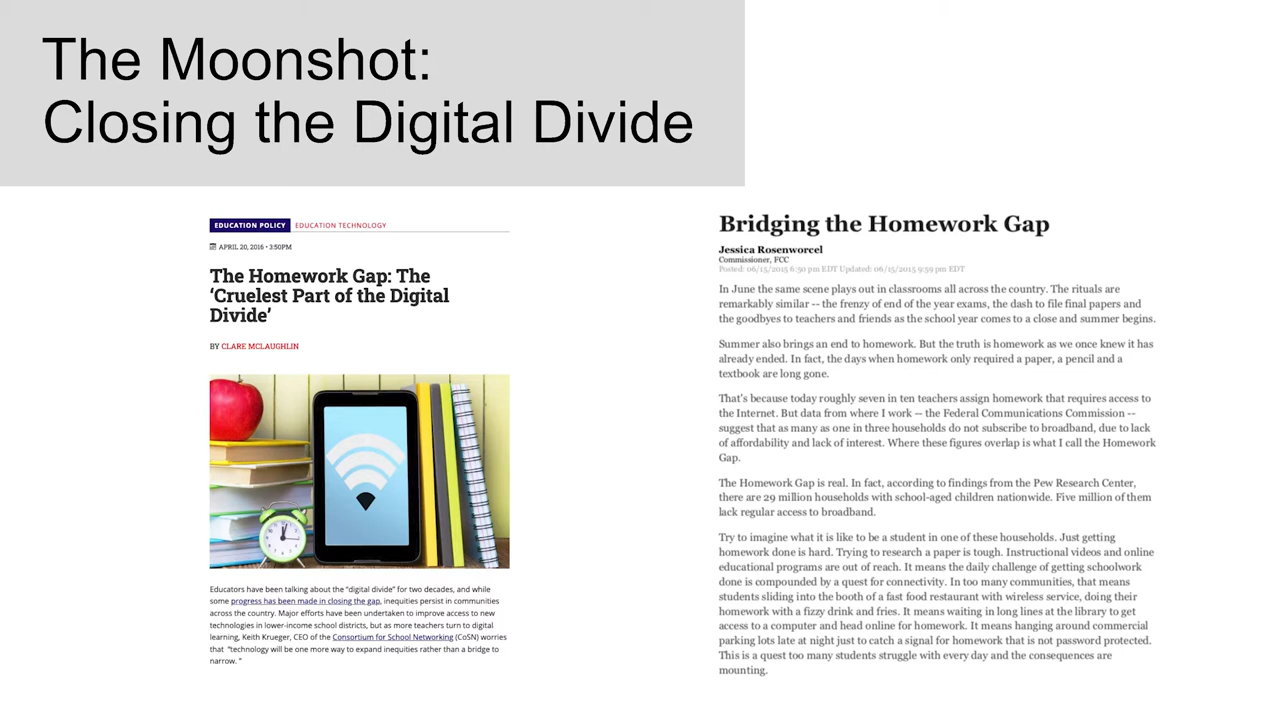 The Moonshot:
Closing the Digital Divide
EDUCATION POLICY EDUCATION TECHNOLOGY
APRIL 20, 2016 • 3:50PM
The Homework Gap: The
‘Cruelest Part of the Digital
Divide’
BY CLARE MCLAUGHLIN
Educators have been talking about the “digital divide” for two decades, and while
some progress has been made in closing the gap, inequities persist in communities
across the country. Major efforts have been undertaken to improve access to new
technologies in lower-income school districts, but as more teachers turn to digital
learning, Keith Krueger, CEO of the Consortium for School Networking (CoSN) worries
that “technology will be one more way to expand inequities rather than a bridge to
narrow. ”
Bridging the Homework Gap
Jessica Rosenworcel
Commissioner, FCC
Posted: 06/15/2015 6:50 pm EDT Updated: 06/15/2015 9:59 pm EDT
In June the same scene plays out in classrooms all across the country. The rituals are
remarkably similar -- the frenzy of end of the year exams, the dash to file final papers and
the goodbyes to teachers and friends as the school year comes to a close and summer begins.
Summer also brings an end to homework. But the truth is homework as we once knew it has
already ended. In fact, the days when homework only required a paper, a pencil and a
textbook are long gone.
That's because today roughly seven in ten teachers assign homework that requires access to
the Internet. But data from where I work -- the Federal Communications Commission --
suggest that as many as one in three households do not subscribe to broadband, due to lack
of affordability and lack of interest. Where these figures overlap is what I call the Homework
Gap.
The Homework Gap is real. In fact, according to findings from the Pew Research Center,
there are 29 million households with school-aged children nationwide. Five million of them
lack regular access to broadband.
Try to imagine what it is like to be a student in one of these households. Just getting
homework done is hard. Trying to research a paper is tough. Instructional videos and online
educational programs are out of reach. It means the daily challenge of getting schoolwork
done is compounded by a quest for connectivity. In too many communities, that means
students sliding into the booth of a fast food restaurant with wireless service, doing their
homework with a fizzy drink and fries. It means waiting in long lines at the library to get
access to a computer and head online for homework. It means hanging around commercial
parking lots late at night just to catch a signal for homework that is not password protected.
This is a quest too many students struggle with every day and the consequences are
mounting.